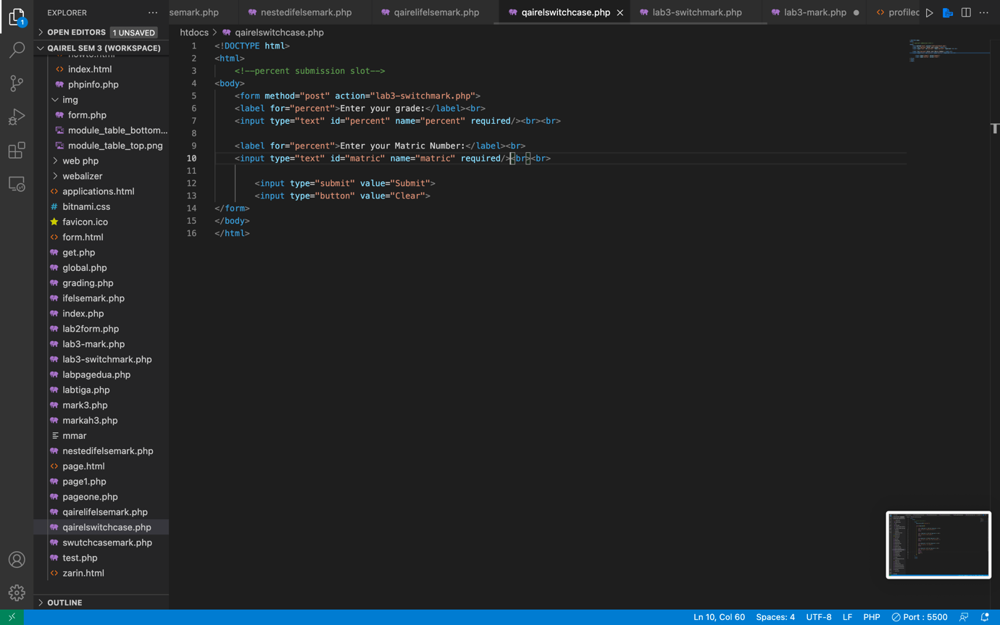 EXPLORER
OPEN EDITORS 1 UNSAVED
QAIREL SEM 3 (WORKSPACE)
index.html
phpinfo.php
img
form.php
module_table_bottom...
module_table_top.png
web php
webalizer
applications.html
bitnami.css
favicon.ico
form.html
get.php
global.php
grading.php
ifelsemark.php
index.php
lab2form.php
lab3-mark.php
lab3-switchmark.php
labpagedua.php
labtiga.php
mark3.php
markah3.php
mmar
nestedifelsemark.php
page.html
page1.php
pageone.php
qairelifelsemark.php
qairelswitchcase.php
swutchcasemark.php
test.php
zarin.html
OUTLINE
1
semark.php nestedifelsemark.php qairelifelsemark.php qairelswitchcase.php lab3-switchmark.php lab3-mark.php profiled
htdocs > qairelswitchcase.php
1 <!DOCTYPE html>
2 <html>
3 <!--percent submission slot-->
4 <body>
5 <form method="post" action="lab3-switchmark.php">
6 <label for="percent">Enter your grade:</label><br>
7 <input type="text" id="percent" name="percent" required/><br><br>
8
9 <label for="percent">Enter your Matric Number:</label><br>
10 <input type="text" id="matric" name="matric" required/><br><br>
11
12 <input type="submit" value="Submit">
13 <input type="button" value="Clear">
14 </form>
15 </body>
16 </html>
Ln 10, Col 60 Spaces: 4 UTF-8 LF PHP Port : 5500